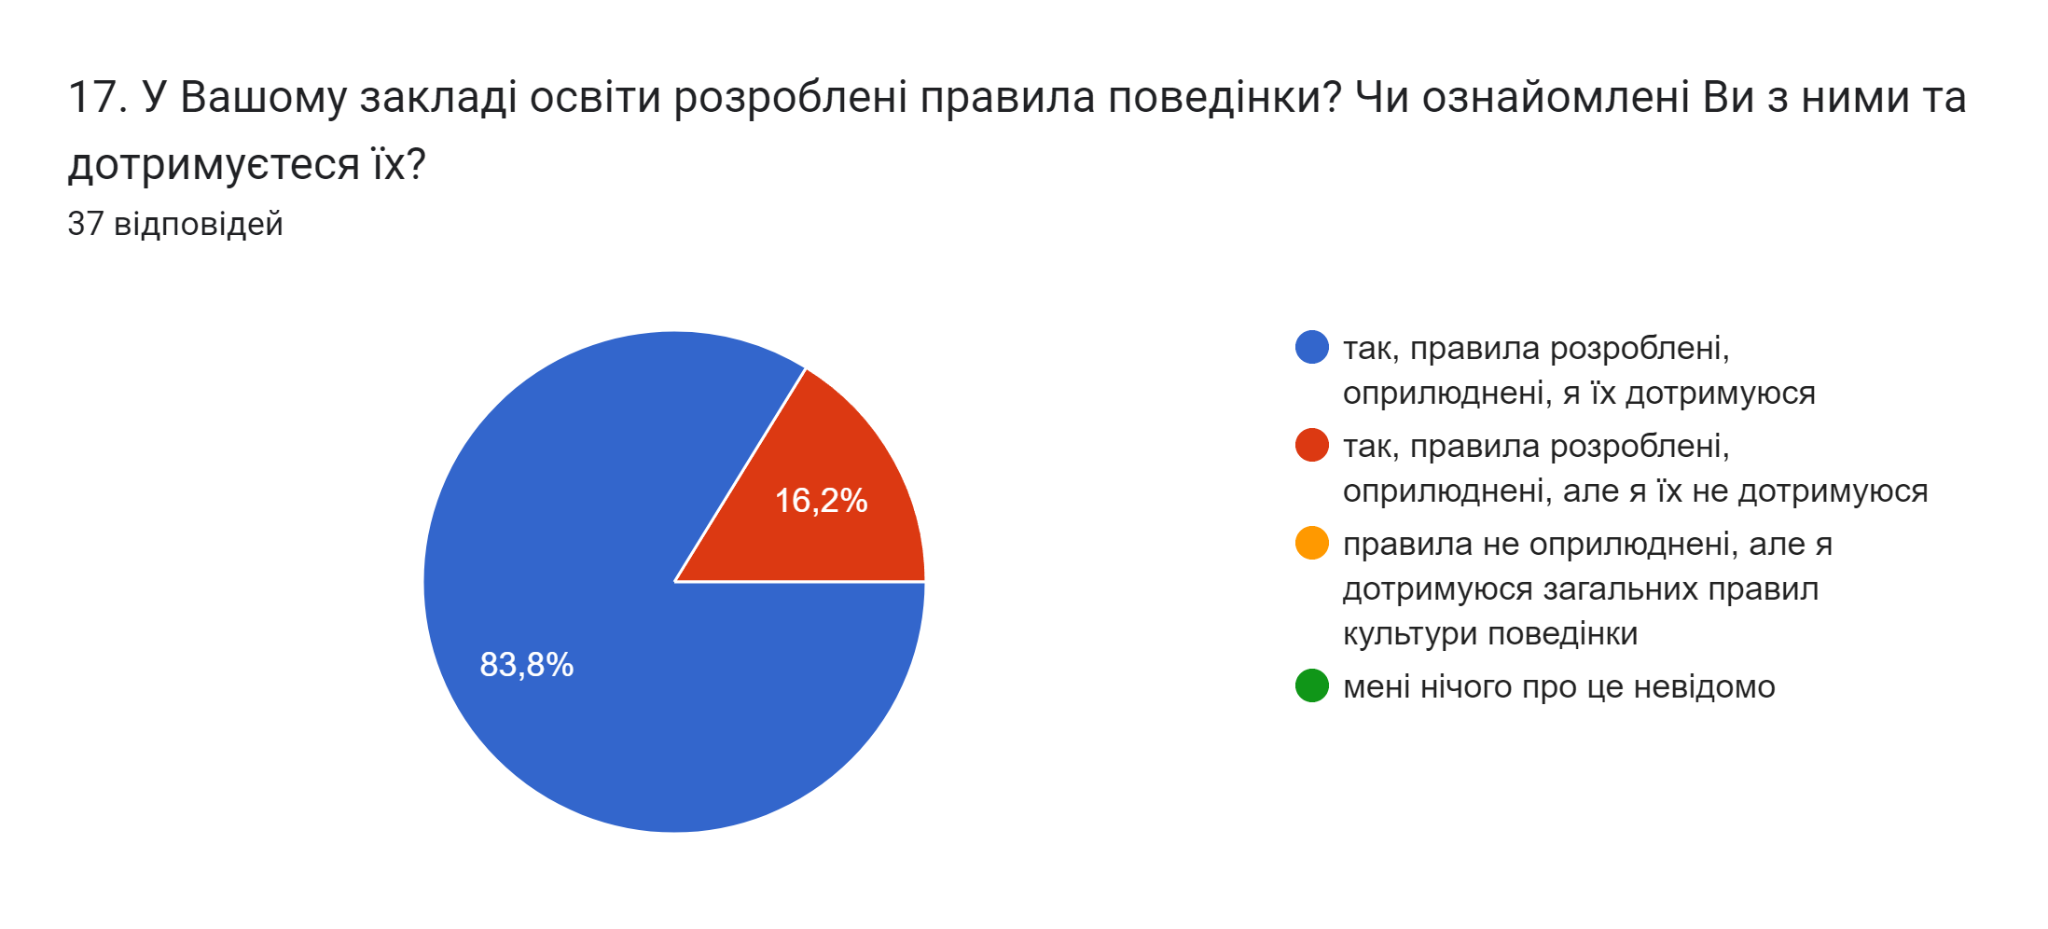 17. У Вашому закладі освіти розроблені правила поведінки? Чи ознайомлені Ви з ними та
дотримуєтеся їх?
37 відповідей
16,2%
83,8%
так, правила розроблені,
оприлюднені, я їх дотримуюся
так, правила розроблені,
оприлюднені, але я їх не дотримуюся
правила не оприлюднені, але я
дотримуюся загальних правил
культури поведінки
мені нічого про це невідомо